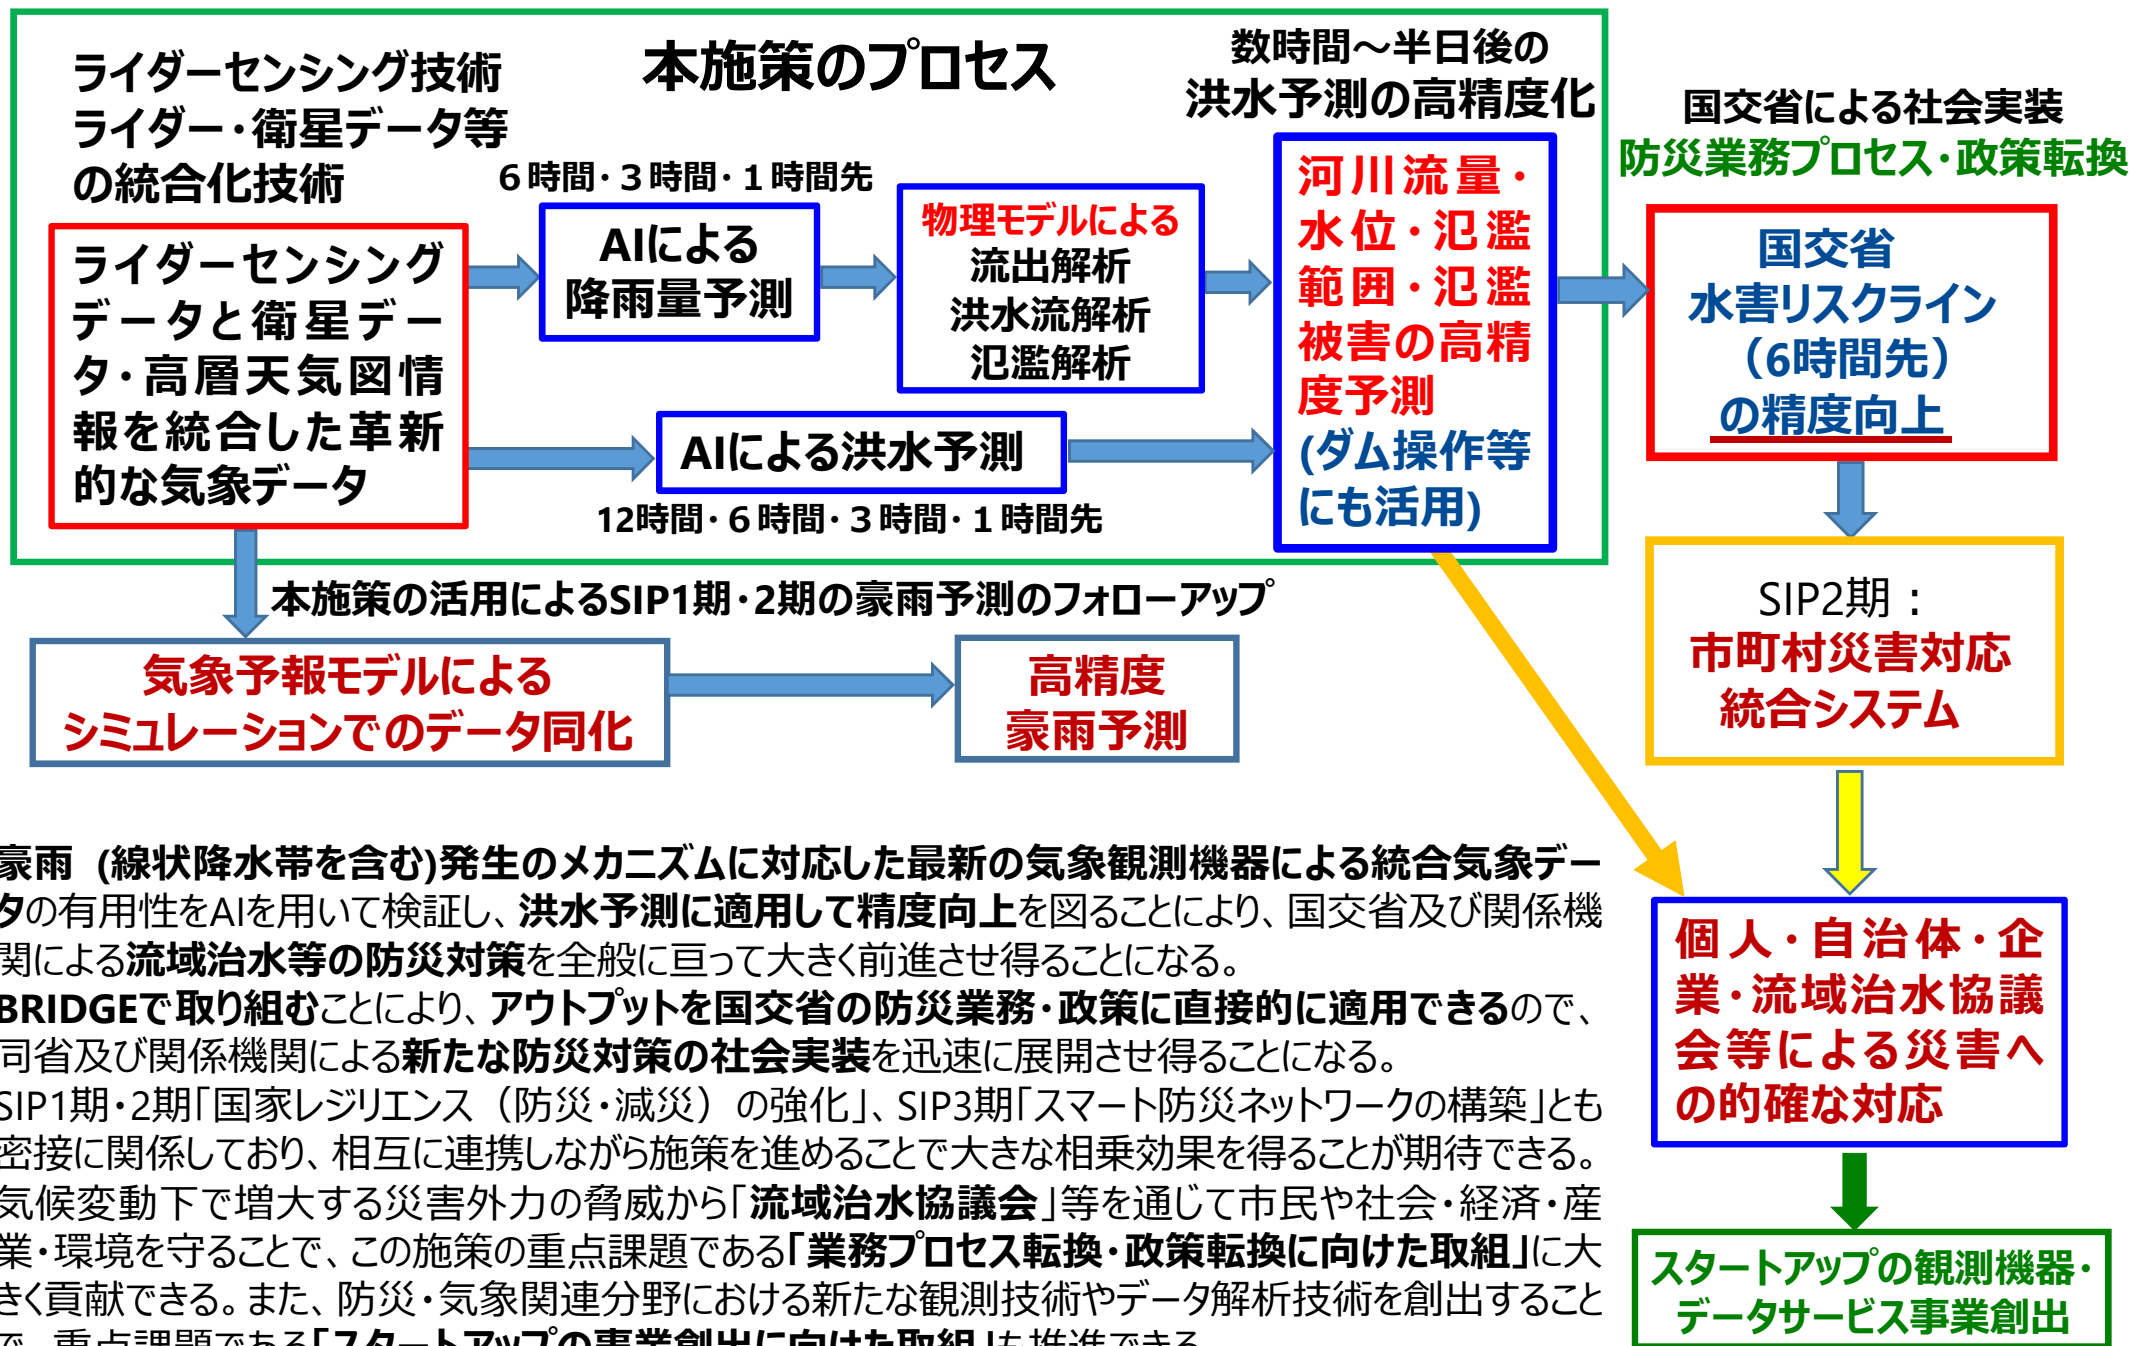 本施策のプロセス
ライダーセンシング技術
ライダー・衛星データ等
の統合化技術
ライダーセンシング
データと衛星デー
タ・高層天気図情
報を統合した革新
的な気象データ
6時間・3時間・1時間先
AIによる
降雨量予測
物理モデルによる
流出解析
洪水流解析
氾濫解析
AIによる洪水予測
12時間・6時間・3時間・1時間先
数時間～半日後の
洪水予測の高精度化
河川流量・
水位・氾濫
範囲・氾濫
被害の高精
度予測
(ダム操作等
にも活用)
国交省による社会実装
防災業務プロセス・政策転換
国交省
水害リスクライン
（6時間先）
の精度向上
本施策の活用によるSIP1期・2期の豪雨予測のフォローアップ
気象予報モデルによる
シミュレーションでのデータ同化
高精度
豪雨予測
SIP2期：
市町村災害対応
統合システム
個人・自治体・企
業・流域治水協議
会等による災害へ
の的確な対応
スタートアップの観測機器・
データサービス事業創出
豪雨 (線状降水帯を含む)発生のメカニズムに対応した最新の気象観測機器による統合気象デー
タの有用性をAIを用いて検証し、洪水予測に適用して精度向上を図ることにより、国交省及び関係機
関による流域治水等の防災対策を全般に亘って大きく前進させ得ることになる。
BRIDGEで取り組むことにより、アウトプットを国交省の防災業務・政策に直接的に適用できるので、
同省及び関係機関による新たな防災対策の社会実装を迅速に展開させ得ることになる。
SIP1期・2期「国家レジリエンス（防災・減災）の強化」、SIP3期「スマート防災ネットワークの構築」とも
密接に関係しており、相互に連携しながら施策を進めることで大きな相乗効果を得ることが期待できる。
気候変動下で増大する災害外力の脅威から「流域治水協議会」等を通じて市民や社会・経済・産
業・環境を守ることで、この施策の重点課題である「業務プロセス転換・政策転換に向けた取組」に大
きく貢献できる。また、防災・気象関連分野における新たな観測技術やデータ解析技術を創出すること
で、重点課題である「スタートアップの事業創出に向けた取組」も推進できる